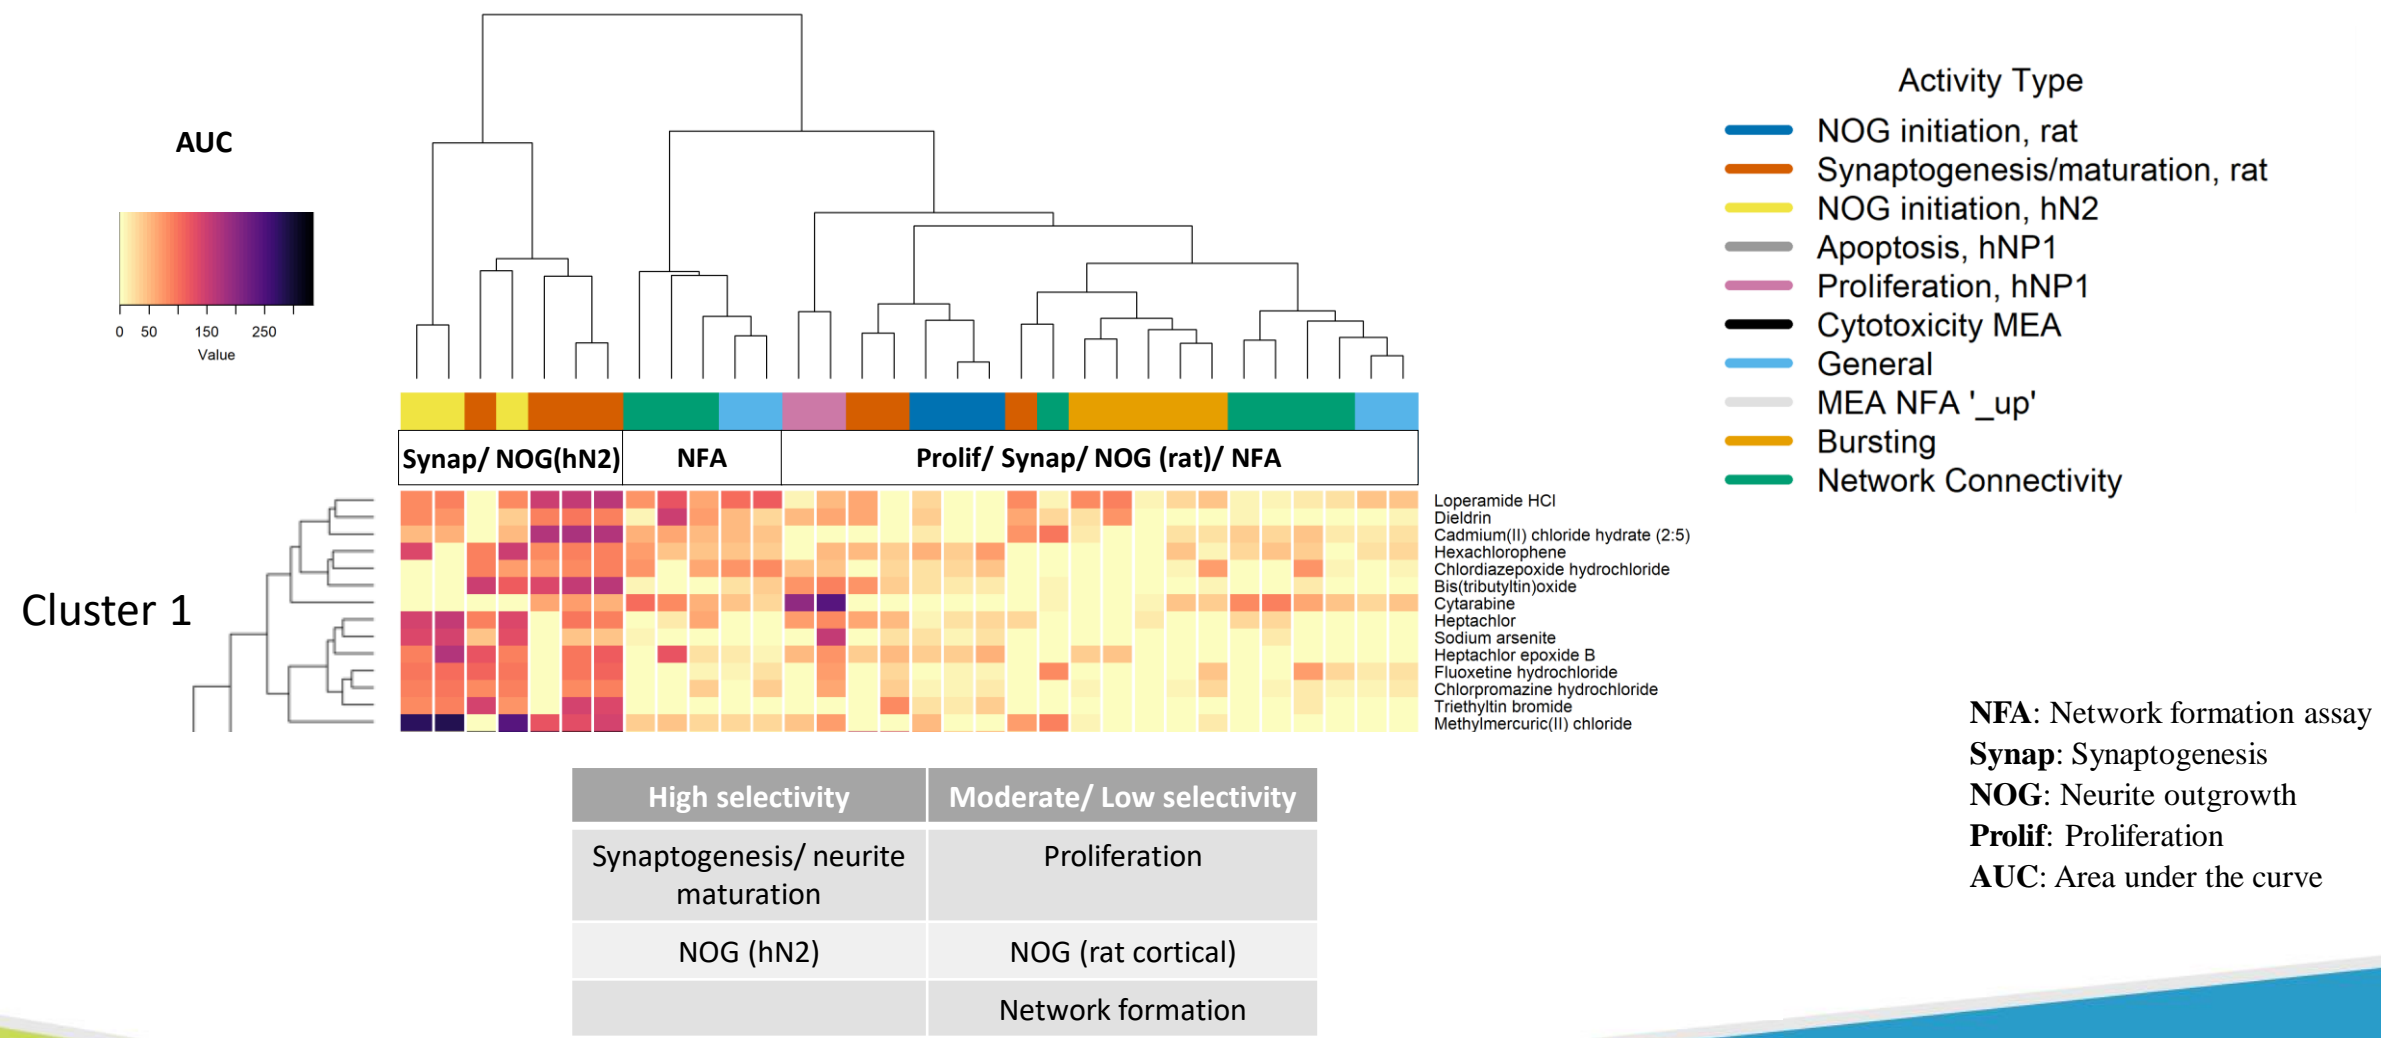 AUC
0 50 150 250
Value
Activity Type
NOG initiation, rat
Synaptogenesis/maturation, rat
NOG initiation, hN2
Apoptosis, hNP1
Proliferation, hNP1
Cytotoxicity MEA
General
MEA NFA '_up'
Bursting
Network Connectivity
Synap/ NOG(hN2)
NFA
Prolif/ Synap/ NOG (rat)/ NFA
Cluster 1
Loperamide HCl
Dieldrin
Cadmium(II) chloride hydrate (2:5)
Hexachlorophene
Chlordiazepoxide hydrochloride
Bis(tributyltin)oxide
Cytarabine
Heptachlor
Sodium arsenite
Heptachlor epoxide B
Fluoxetine hydrochloride
Chlorpromazine hydrochloride
Triethyltin bromide
Methylmercuric(II) chloride
High selectivity
Moderate/ Low selectivity
Synaptogenesis/ neurite
maturation
Proliferation
NOG (hN2)
NOG (rat cortical)
Network formation
NFA: Network formation assay
Synap: Synaptogenesis
NOG: Neurite outgrowth
Prolif: Proliferation
AUC: Area under the curve